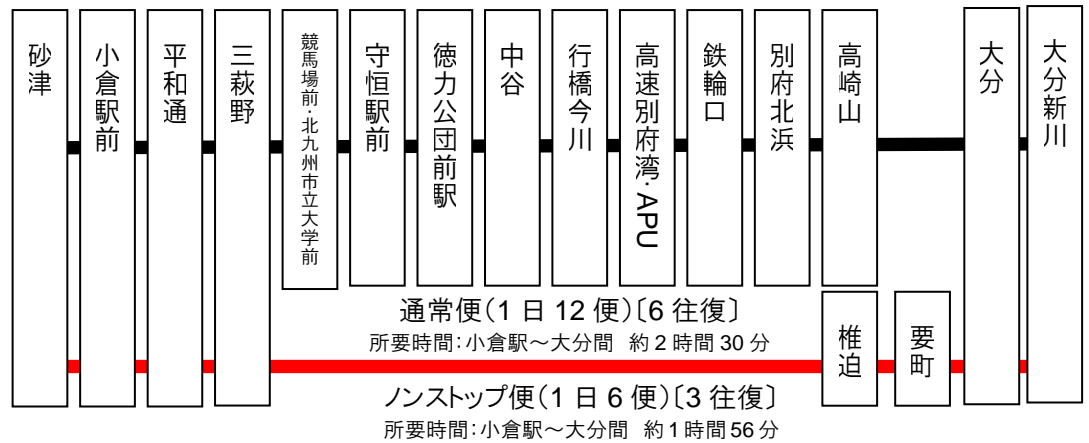 砂津
小倉駅前
平和通
三萩野
競馬場前・北九州市立大学前
守恒駅前
徳力公団前駅
中谷
行橋今川
高速別府湾・APU
鉄輪口
別府北浜
高崎山
大分
大分新川
通常便(1日12便)〔6往復〕
所要時間:小倉駅~大分間 約2時間30分
椎迫
要町
ノンストップ便(1日6便)〔3往復〕
所要時間:小倉駅~大分間 約1時間56分